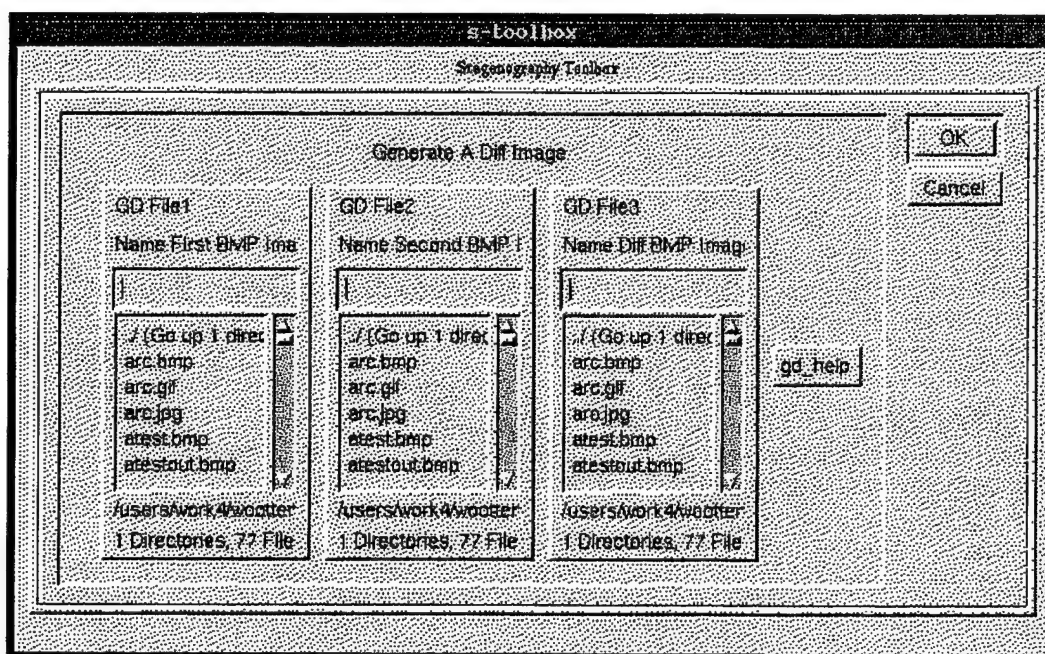 s-toolbox
Steganography Toolbox
Generate A Diff Image
OK
Cancel
GD File1
Name First BMP Ima
./ (Go up 1 direc
arc.bmp
arc.gif
arc.jpg
atest.bmp
atestout.bmp
/users/work4/wootter
1 Directories, 77 File
GD File2
Name Second BMP I
./ (Go up 1 direc
arc.bmp
arc.gif
arc.jpg
atest.bmp
atestout.bmp
/users/work4/wootter
1 Directories, 77 File
GD File3
Name Diff BMP Imag
./ (Go up 1 direc
arc.bmp
arc.gif
arc.jpg
atest.bmp
atestout.bmp
/users/work4/wootter
1 Directories, 77 File
gd_help